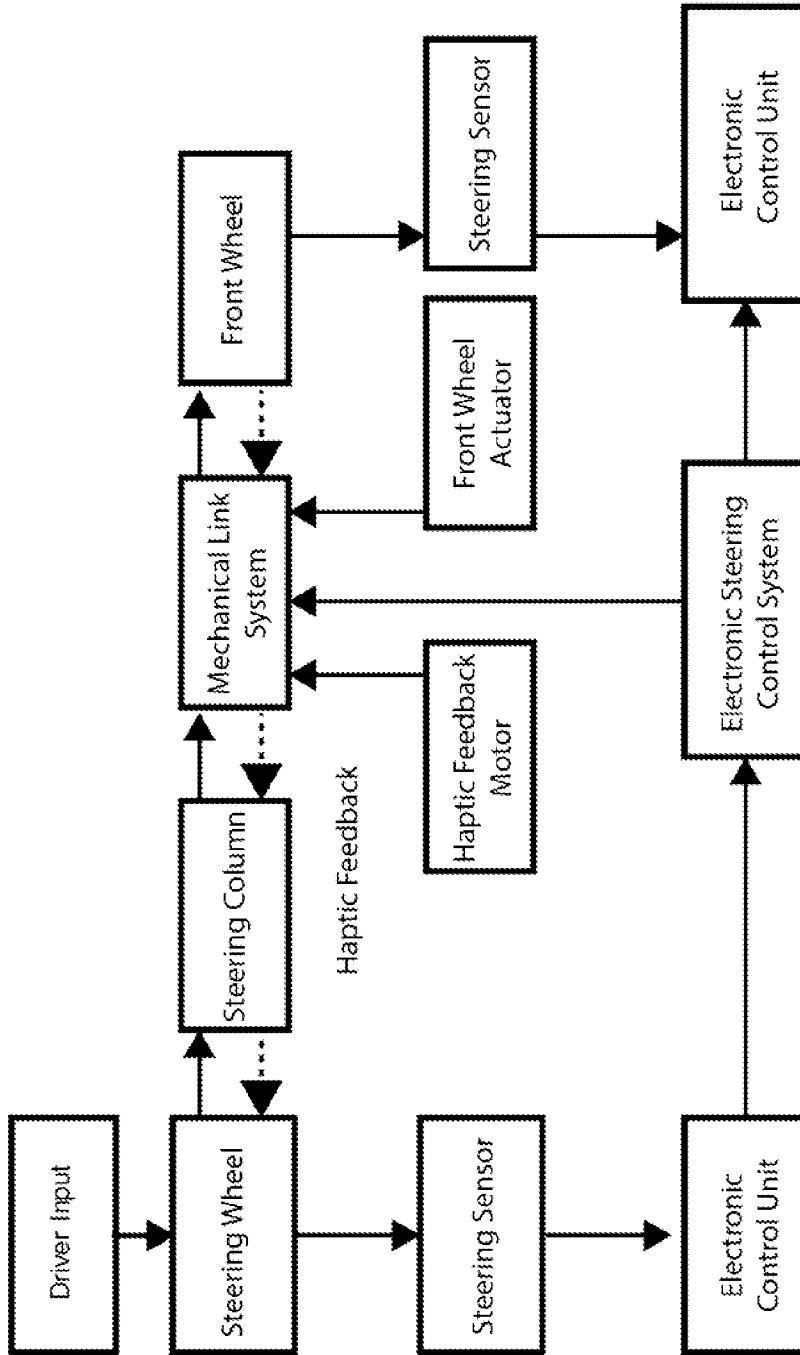 Driver Input
Steering Wheel
Steering Column
Mechanical Link
System
Front Wheel
Haptic Feedback
Steering Sensor
Haptic Feedback
Motor
Front Wheel
Actuator
Steering Sensor
Electronic
Control Unit
Electronic Steering
Control System
Electronic
Control Unit